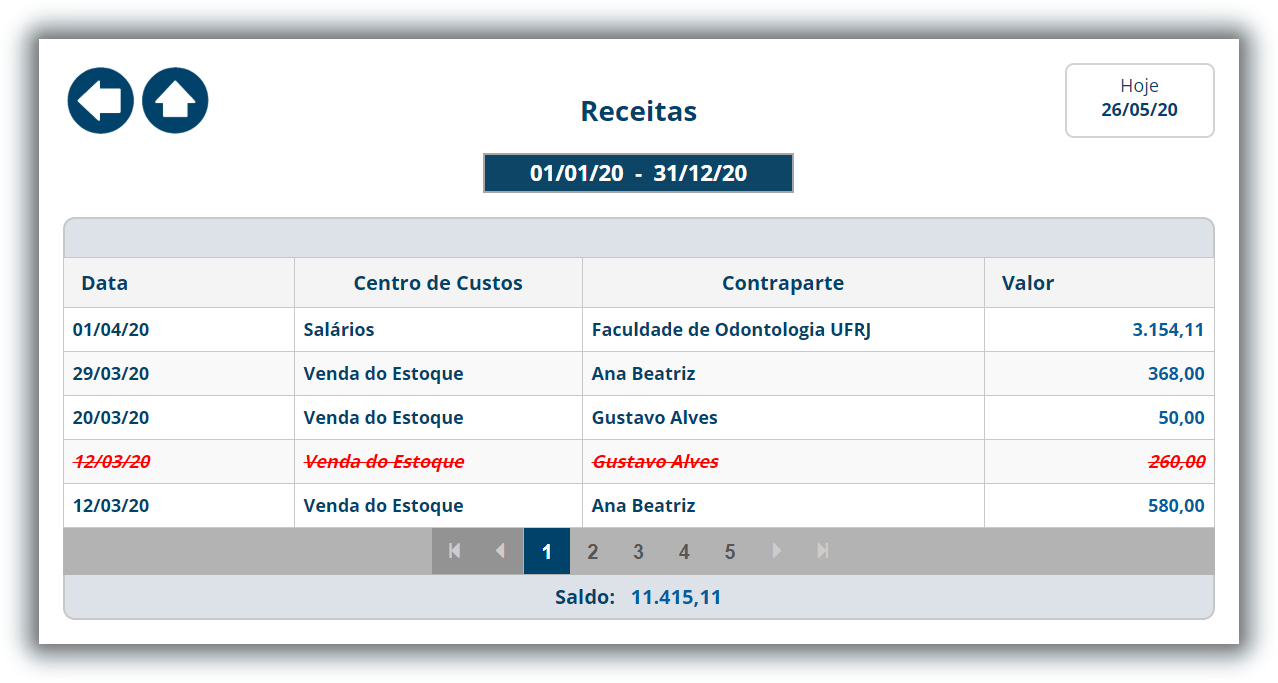 Hoje
26/05/20
Receitas
01/01/20 - 31/12/20
Data Centro de Custos Contraparte Valor
01/04/20 Salários Faculdade de Odontologia UFRJ 3.154,11
29/03/20 Venda do Estoque Ana Beatriz 368,00
20/03/20 Venda do Estoque Gustavo Alves 50,00
12/03/20 Venda do Estoque Gustavo Alves 260,00
12/03/20 Venda do Estoque Ana Beatriz 580,00
1 2 3 4 5
Saldo: 11.415,11